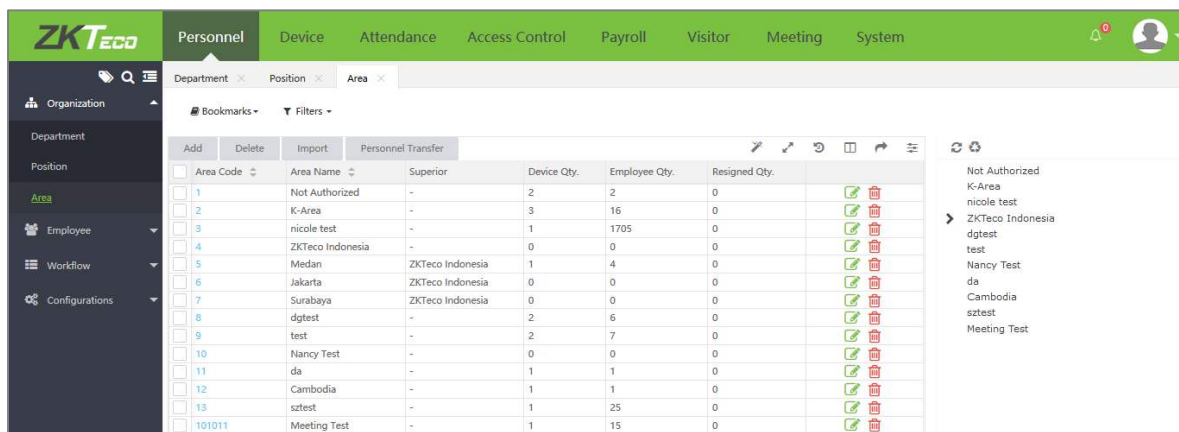 ZKTeco
Personnel Device Attendance Access Control Payroll Visitor Meeting System
0
Department Position Area
Organization
Department
Position
Area
Employee
Workflow
Configurations
Bookmarks Filters
Add Delete Import Personnel Transfer
Area Code Area Name Superior Device Qty. Employee Qty. Resigned Qty.
1 Not Authorized - 2 2 0
2 K-Area - 3 16 0
3 nicole test - 1 1705 0
4 ZKTeco Indonesia - 0 0 0
5 Medan ZKTeco Indonesia 1 4 0
6 Jakarta ZKTeco Indonesia 0 0 0
7 Surabaya ZKTeco Indonesia 0 0 0
8 dgtest - 2 6 0
9 test - 2 7 0
10 Nancy Test - 0 0 0
11 da - 1 1 0
12 Cambodia - 1 1 0
13 sztest - 1 25 0
101011 Meeting Test - 1 15 0
Not Authorized
K-Area
nicole test
ZKTeco Indonesia
dgtest
test
Nancy Test
da
Cambodia
sztest
Meeting Test